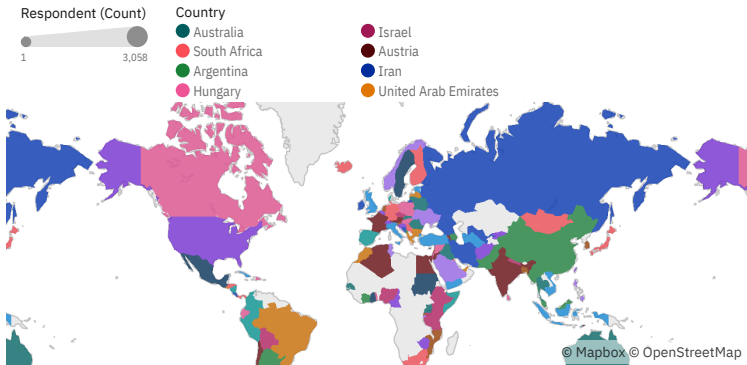 Respondent (Count)
1
3,058
Country
Australia
South Africa
Argentina
Hungary
Israel
Austria
Iran
United Arab Emirates
© Mapbox © OpenStreetMap